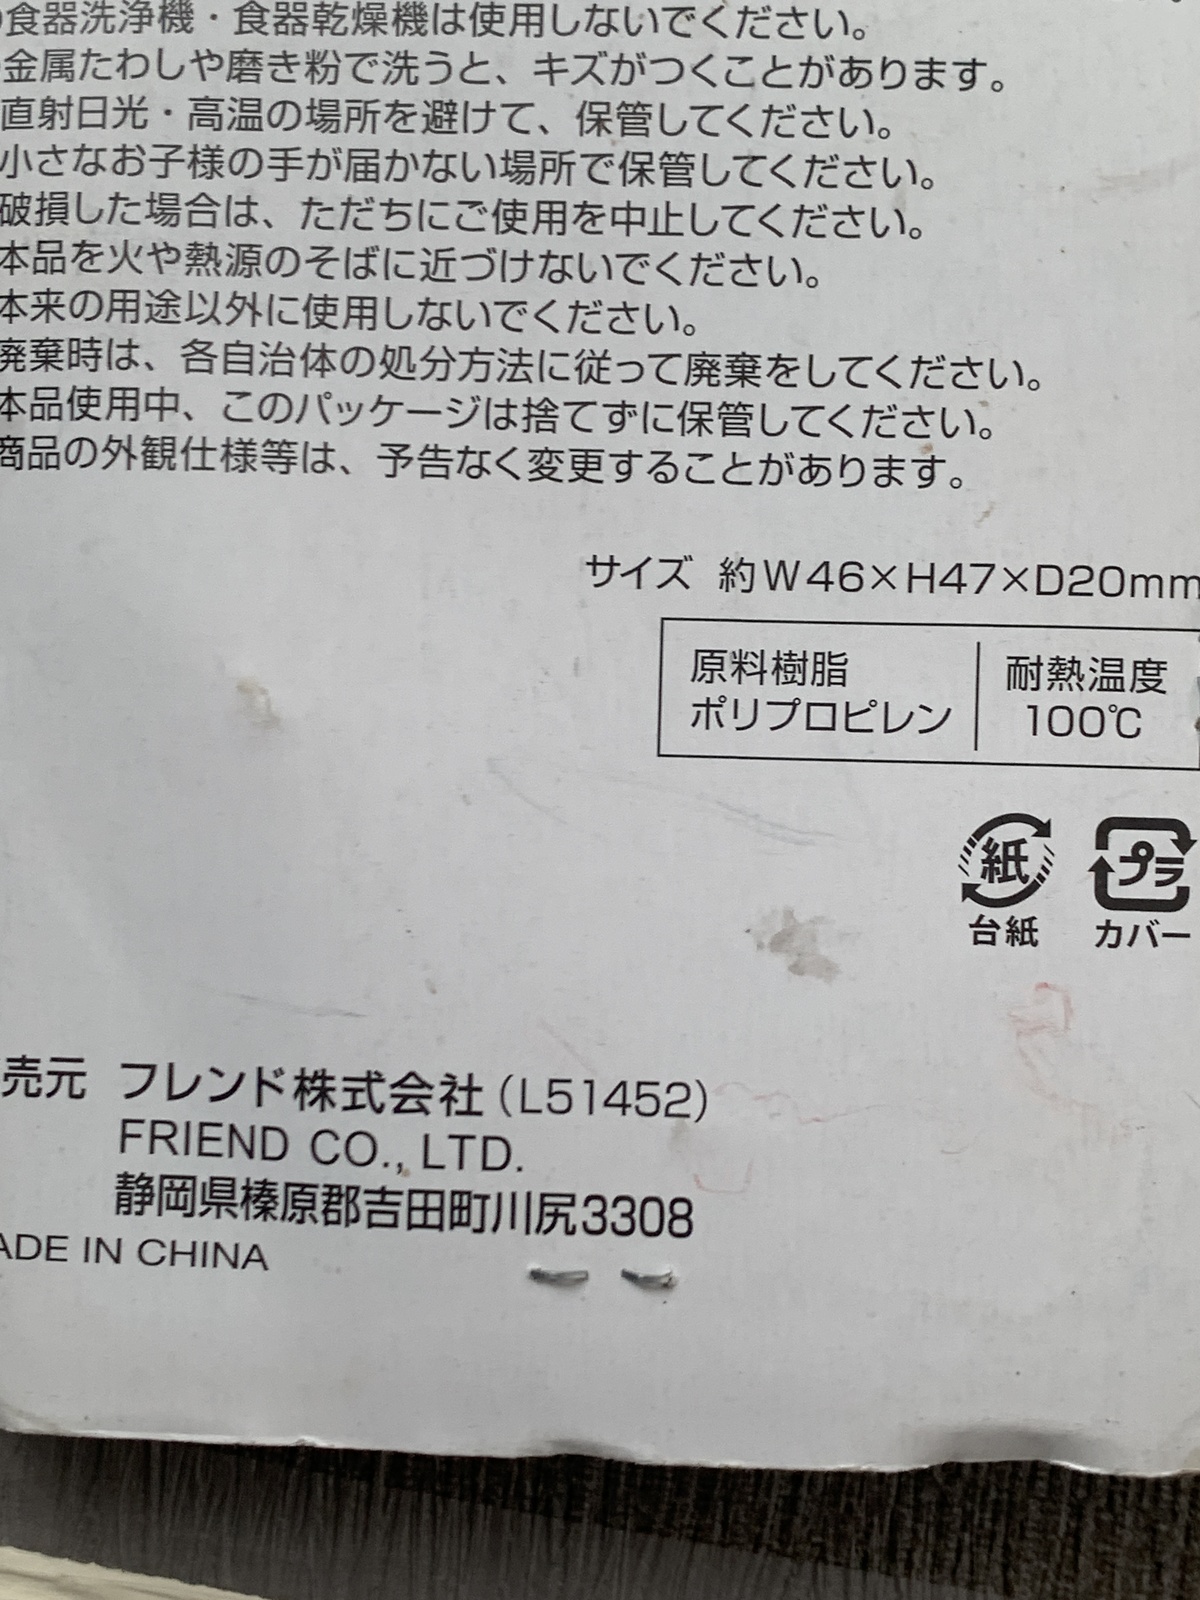 食器洗浄機・食器乾燥機は使用しないでください。
金属たわしや磨き粉で洗うと、キズがつくことがあります。
直射日光・高温の場所を避けて、保管してください。
小さなお子様の手が届かない場所で保管してください。
破損した場合は、ただちにご使用を中止してください。
本品を火や熱源のそばに近づけないでください。
本来の用途以外に使用しないでください。
廃棄時は、各自治体の処分方法に従って廃棄をしてください。
本品使用中、このパッケージは捨てずに保管してください。
商品の外観仕様等は、予告なく変更することがあります。
サイズ 約W46×H47×D20mm
原料樹脂 耐熱温度
ポリプロピレン 100℃
紙 プラ
台紙 カバー
売元 フレンド株式会社(L51452)
FRIEND CO., LTD.
静岡県榛原郡吉田町川尻3308
ADE IN CHINA